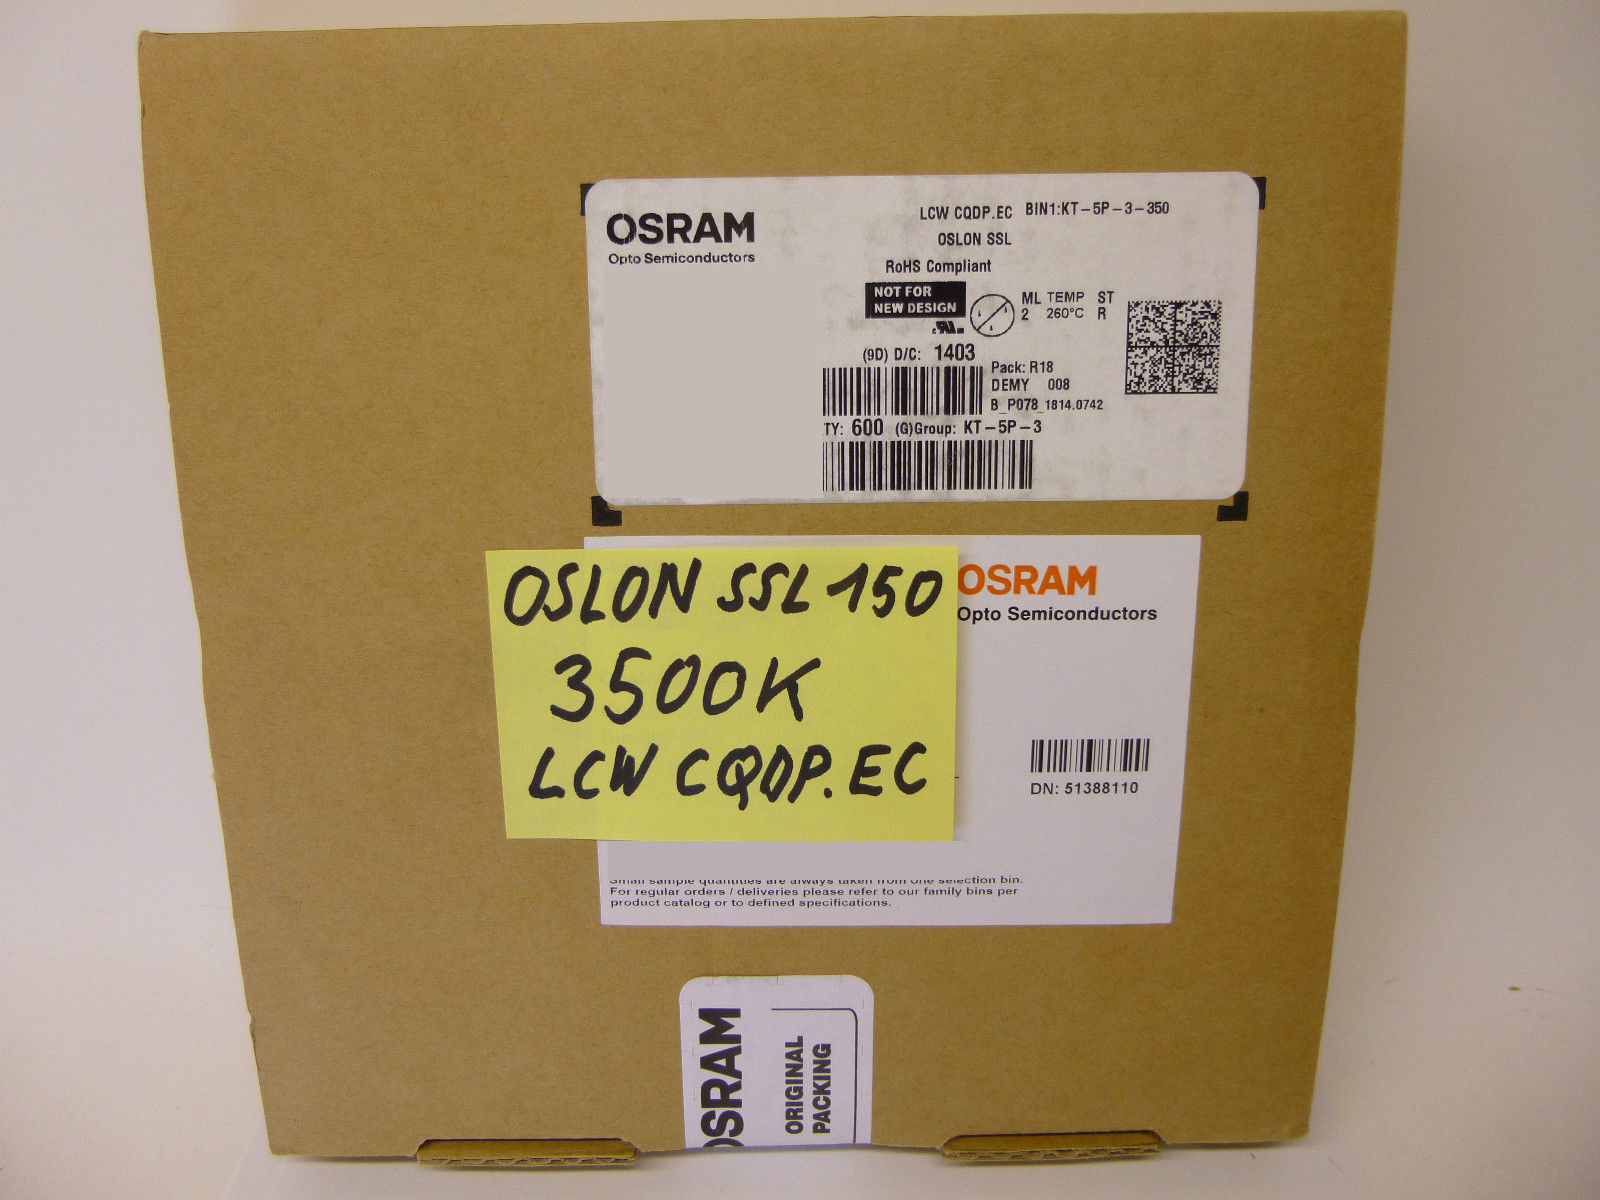 OSRAM
Opto Semiconductors
LCW CQDP.EC BIN1:KT-5P-3-350
OSLON SSL
RoHS Compliant
NOT FOR
NEW DESIGN
ML TEMP ST
2 260°C R
(9D) D/C: 1403
Pack: R18
DEMY 008
B_P078_1814.0742
TY: 600 (G)Group: KT-5P-3
OSLON SSL 150
3500K
LCW CQDP.EC
OSRAM
Opto Semiconductors
DN: 51388110
Small sample quantities are always taken from one selection bin.
For regular orders / deliveries please refer to our family bins per
product catalog or to defined specifications.
OSRAM
ORIGINAL
PACKING